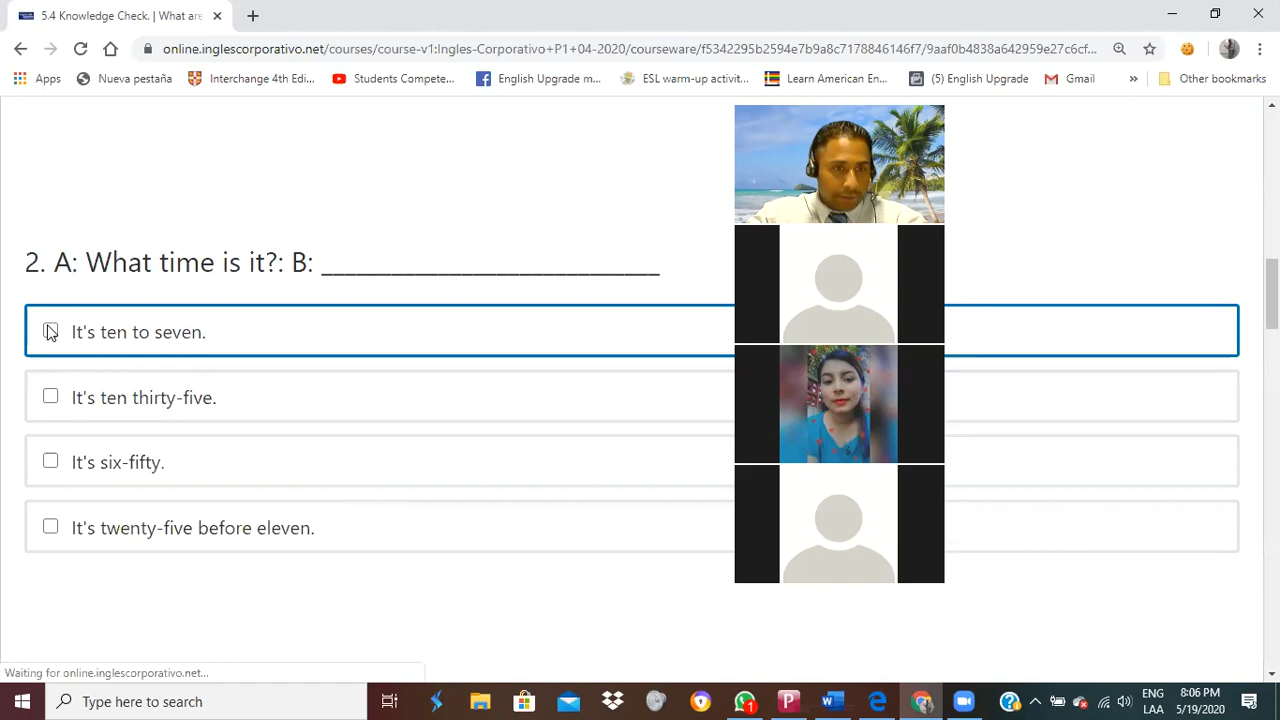 5.4 Knowledge Check. | What are
online.inglescorporativo.net/courses/course-v1:Ingles-Corporativo+P1+04-2020/courseware/f5342295b2594e7b9a8c7178846146f7/9aaf0b4838a642959e27c6cf...
Apps
Nueva pestaña
Interchange 4th Edi...
Students Compete...
English Upgrade m...
ESL warm-up activit...
Learn American En...
(5) English Upgrade
Gmail
»
Other bookmarks
2. A: What time is it?: B: ____________________________
It's ten to seven.
It's ten thirty-five.
It's six-fifty.
It's twenty-five before eleven.
Waiting for online.inglescorporativo.net...
Type here to search
1
ENG
LAA
8:06 PM
5/19/2020